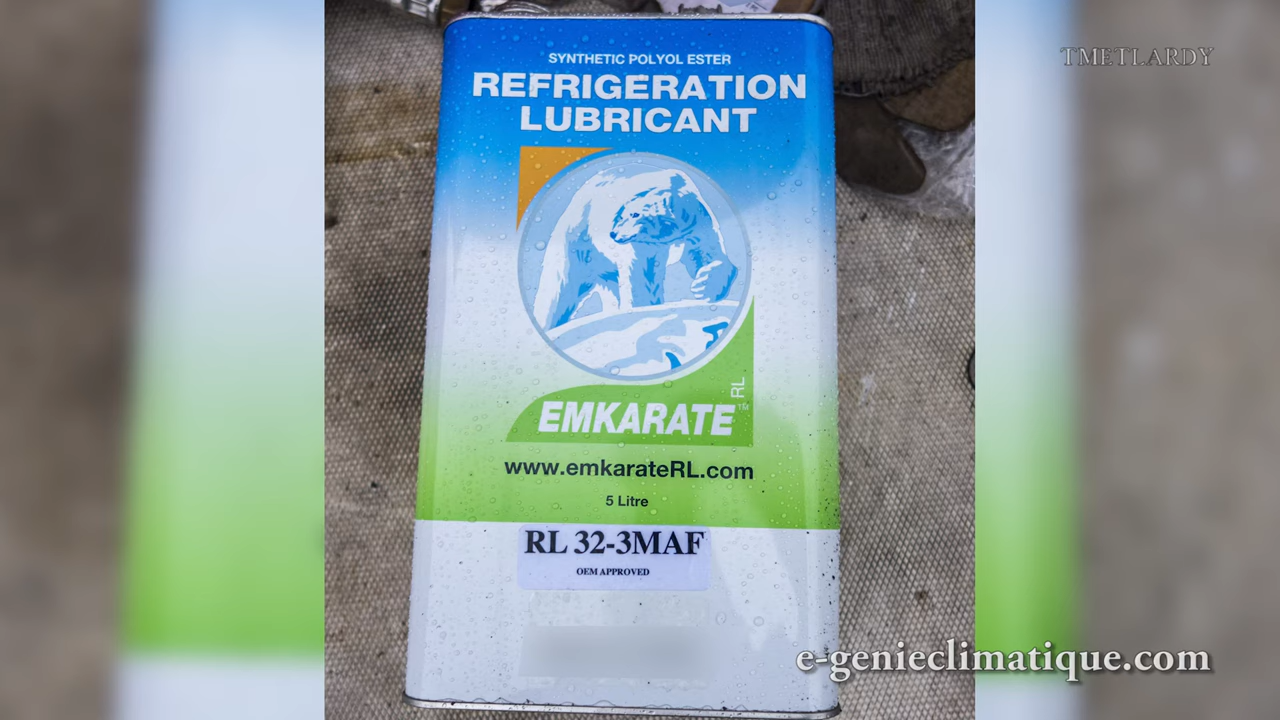 TMETLARDY
SYNTHETIC POLYOL ESTER
REFRIGERATION
LUBRICANT
RL
EMKARATE
www.emkarateRL.com
5 Litre
RL 32-3MAF
OEM APPROVED
e-genieclimatique.com